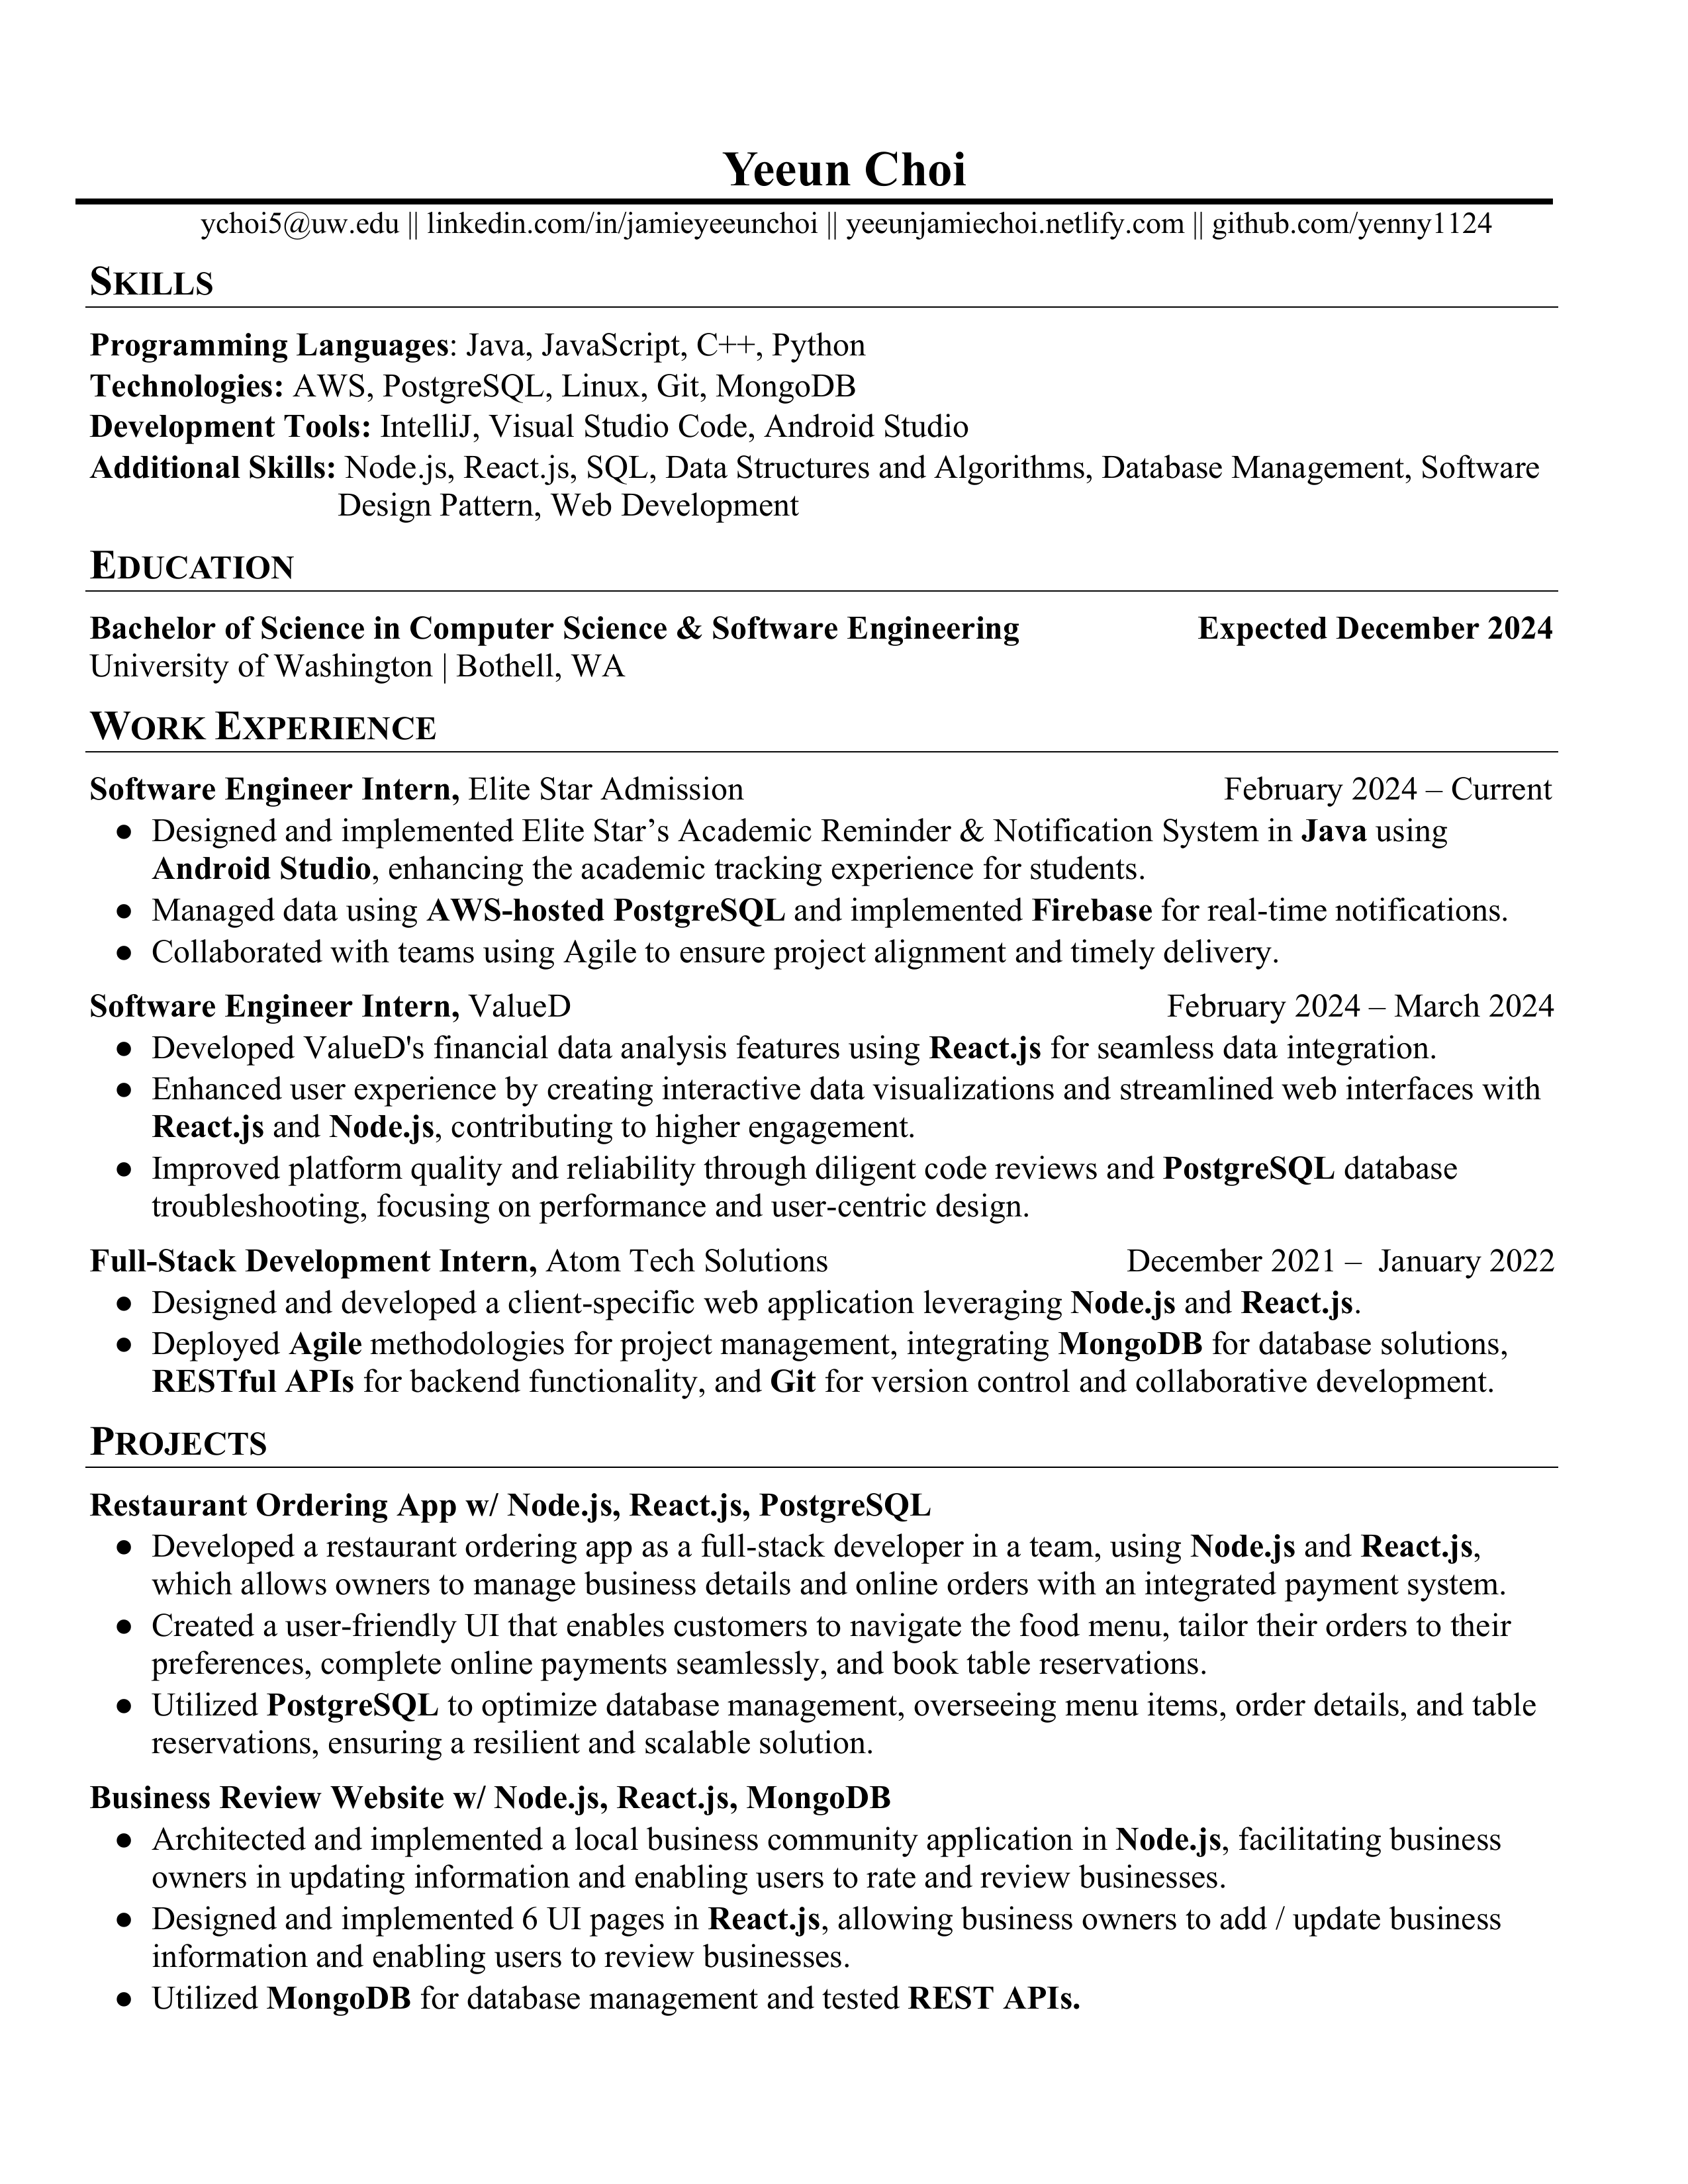 Yeeun Choi
ychoi5@uw.edu || linkedin.com/in/jamieyeeunchoi || yeeunjamiechoi.netlify.com || github.com/yenny1124
SKILLS
Programming Languages: Java, JavaScript, C++, Python
Technologies: AWS, PostgreSQL, Linux, Git, MongoDB
Development Tools: IntelliJ, Visual Studio Code, Android Studio
Additional Skills: Node.js, React.js, SQL, Data Structures and Algorithms, Database Management, Software
Design Pattern, Web Development
EDUCATION
Bachelor of Science in Computer Science & Software Engineering Expected December 2024
University of Washington | Bothell, WA
WORK EXPERIENCE
Software Engineer Intern, Elite Star Admission February 2024 – Current
● Designed and implemented Elite Star’s Academic Reminder & Notification System in Java using
Android Studio, enhancing the academic tracking experience for students.
● Managed data using AWS-hosted PostgreSQL and implemented Firebase for real-time notifications.
● Collaborated with teams using Agile to ensure project alignment and timely delivery.
Software Engineer Intern, ValueD February 2024 – March 2024
● Developed ValueD's financial data analysis features using React.js for seamless data integration.
● Enhanced user experience by creating interactive data visualizations and streamlined web interfaces with
React.js and Node.js, contributing to higher engagement.
● Improved platform quality and reliability through diligent code reviews and PostgreSQL database
troubleshooting, focusing on performance and user-centric design.
Full-Stack Development Intern, Atom Tech Solutions December 2021 – January 2022
● Designed and developed a client-specific web application leveraging Node.js and React.js.
● Deployed Agile methodologies for project management, integrating MongoDB for database solutions,
RESTful APIs for backend functionality, and Git for version control and collaborative development.
PROJECTS
Restaurant Ordering App w/ Node.js, React.js, PostgreSQL
● Developed a restaurant ordering app as a full-stack developer in a team, using Node.js and React.js,
which allows owners to manage business details and online orders with an integrated payment system.
● Created a user-friendly UI that enables customers to navigate the food menu, tailor their orders to their
preferences, complete online payments seamlessly, and book table reservations.
● Utilized PostgreSQL to optimize database management, overseeing menu items, order details, and table
reservations, ensuring a resilient and scalable solution.
Business Review Website w/ Node.js, React.js, MongoDB
● Architected and implemented a local business community application in Node.js, facilitating business
owners in updating information and enabling users to rate and review businesses.
● Designed and implemented 6 UI pages in React.js, allowing business owners to add / update business
information and enabling users to review businesses.
● Utilized MongoDB for database management and tested REST APIs.